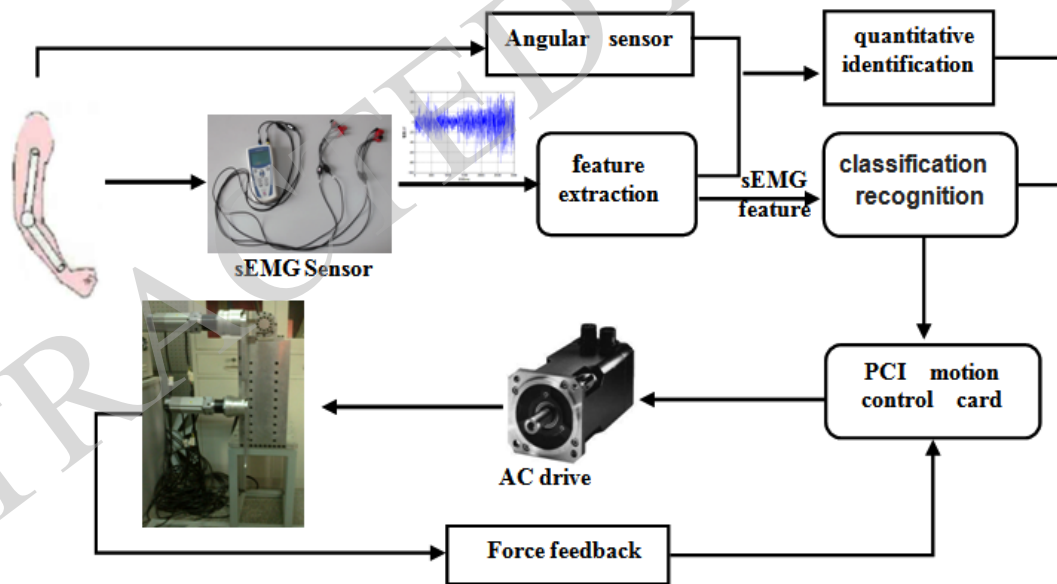 Angular sensor
quantitative
identification
feature
extraction
sEMG
feature
classification
recognition
sEMG Sensor
PCI motion
control card
AC drive
Force feedback